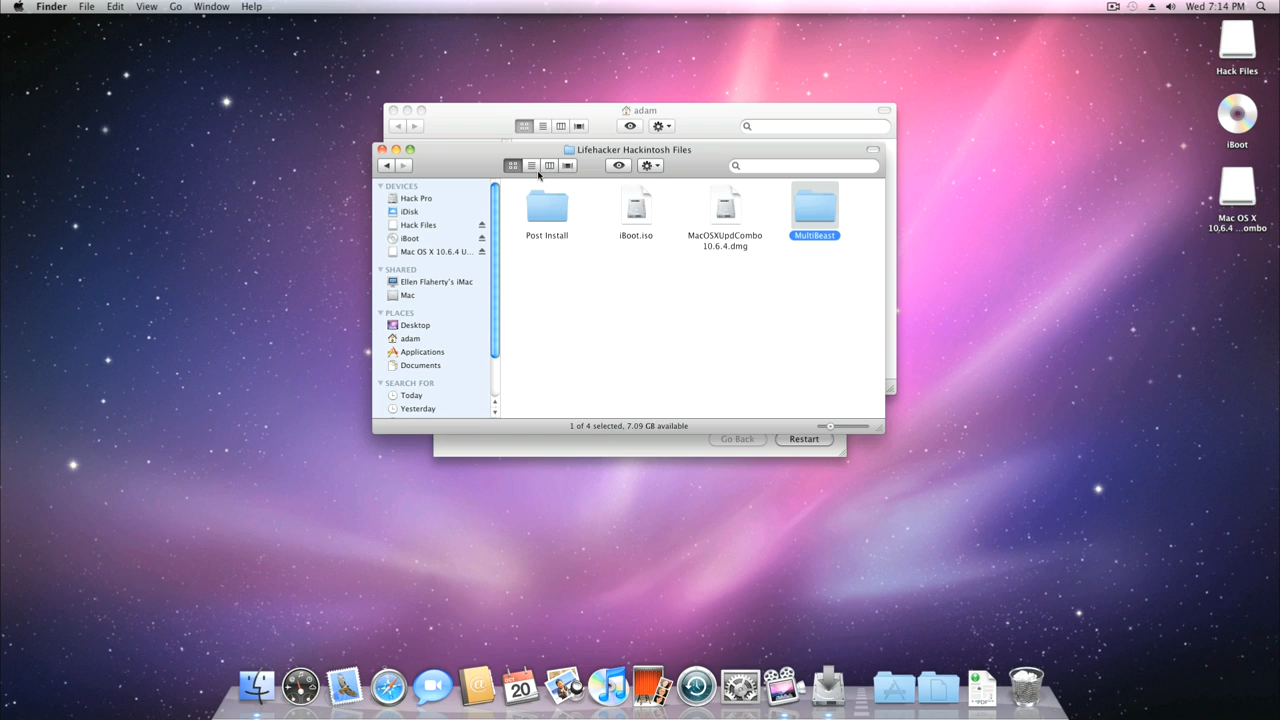 Finder File Edit View Go Window Help Wed 7:14 PM
Hack Files
iBoot
Mac OS X
10,6.4 ...ombo
adam
Lifehacker Hackintosh Files
DEVICES
Hack Pro
iDisk
Hack Files
iBoot
Mac OS X 10.6.4 U...
SHARED
Ellen Flaherty's iMac
Mac
PLACES
Desktop
adam
Applications
Documents
SEARCH FOR
Today
Yesterday
Post Install
iBoot.iso
MacOSXUpdCombo
10.6.4.dmg
MultiBeast
1 of 4 selected, 7.09 GB available
Go Back Restart
OCT
20
PDF